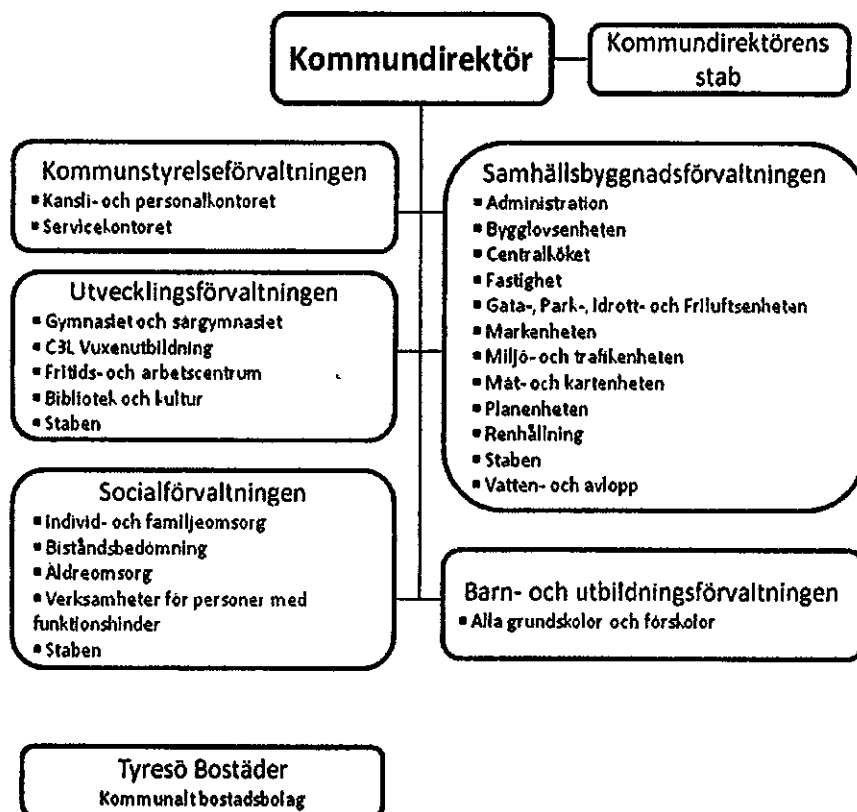 Kommundirektör
Kommundirektörens
stab
Kommunstyrelseförvaltningen
▪ Kansli- och personalkontoret
▪ Servicekontoret
Utvecklingsförvaltningen
▪ Gymnasiet och särgymnasiet
▪ C3L Vuxenutbildning
▪ Fritids- och arbetscentrum
▪ Bibliotek och kultur
▪ Staben
Socialförvaltningen
▪ Individ- och familjeomsorg
▪ Biståndsbedömning
▪ Äldreomsorg
▪ Verksamheter för personer med
funktionshinder
▪ Staben
Samhällsbyggnadsförvaltningen
▪ Administration
▪ Bygglovsenheten
▪ Centralköket
▪ Fastighet
▪ Gata-, Park-, Idrott- och Friluftsenheten
▪ Markenheten
▪ Miljö- och trafikenheten
▪ Mät- och kartenheten
▪ Planenheten
▪ Renhållning
▪ Staben
▪ Vatten- och avlopp
Barn- och utbildningsförvaltningen
▪ Alla grundskolor och förskolor
Tyresö Bostäder
Kommunalt bostadsbolag